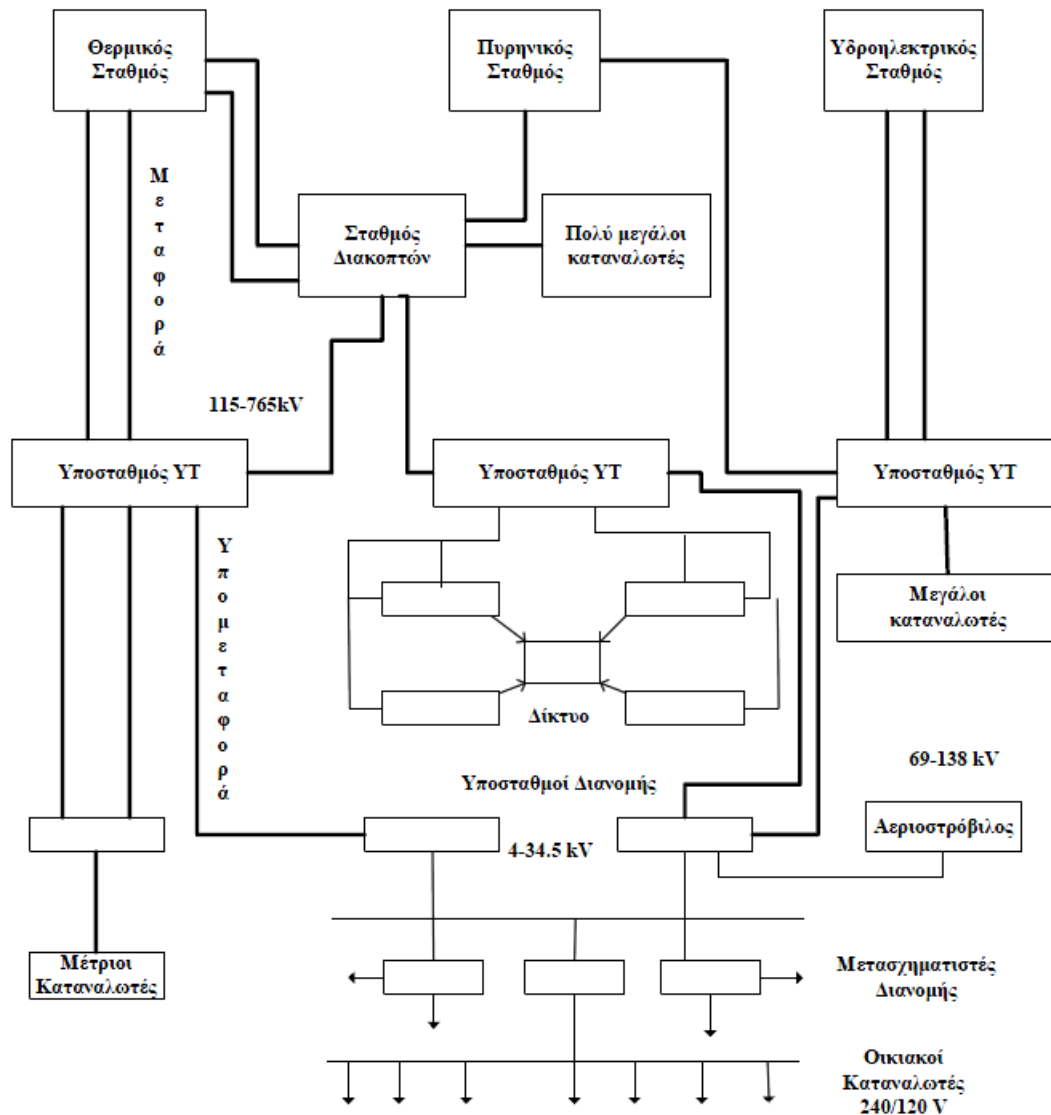 Θερμικός
Σταθμός
Πυρηνικός
Σταθμός
Υδροηλεκτρικός
Σταθμός
Μεταφορά
Σταθμός
Διακοπτών
Πολύ μεγάλοι
καταναλωτές
115-765kV
Υποσταθμός ΥΤ
Υποσταθμός ΥΤ
Υποσταθμός ΥΤ
Υπομεταφορά
Μεγάλοι
καταναλωτές
Δίκτυο
69-138 kV
Υποσταθμοί Διανομής
4-34.5 kV
Αεριοστρόβιλος
Μέτριοι
Καταναλωτές
Μετασχηματιστές
Διανομής
Οικιακοί
Καταναλωτές
240/120 V